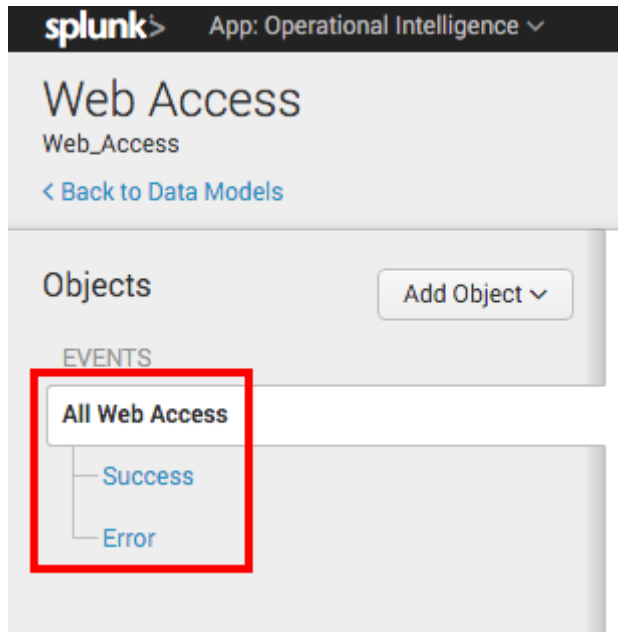 splunk> App: Operational Intelligence
Web Access
Web_Access
< Back to Data Models
Objects Add Object
EVENTS
All Web Access
Success
Error